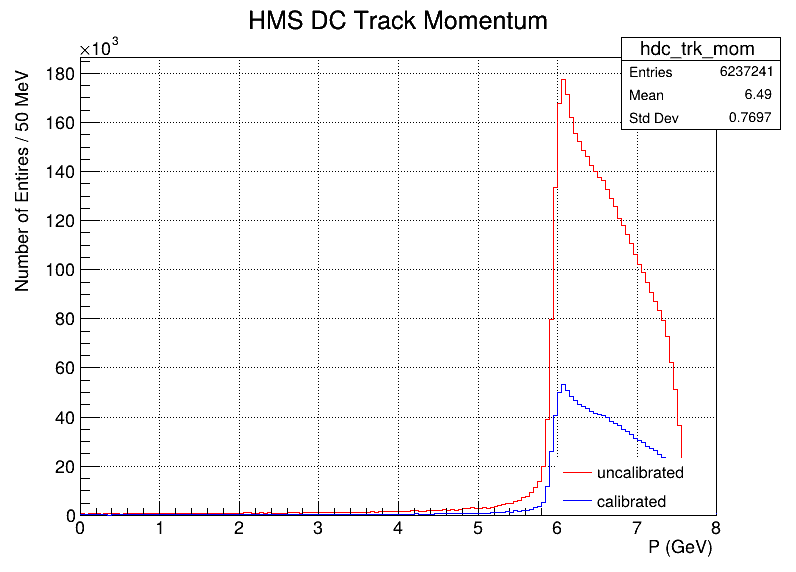 HMS DC Track Momentum
×10³
hdc_trk_mom
Entries 6237241
Mean 6.49
Std Dev 0.7697
Number of Entires / 50 MeV
180
160
140
120
100
80
60
40
20
0
uncalibrated
calibrated
0 1 2 3 4 5 6 7 8
P (GeV)